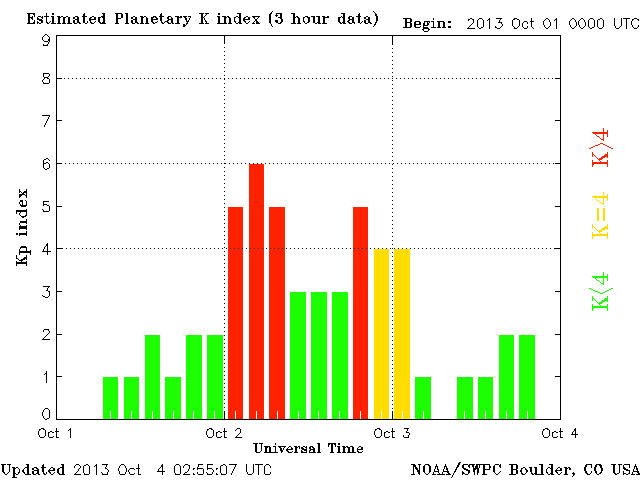 Estimated Planetary K index (3 hour data)
Begin: 2013 Oct 01 0000 UTC
9
8
7
6
5
4
3
2
1
0
Kp index
K>4
K=4
K<4
Oct 1 Oct 2 Oct 3 Oct 4
Universal Time
Updated 2013 Oct 4 02:55:07 UTC
NOAA/SWPC Boulder, CO USA